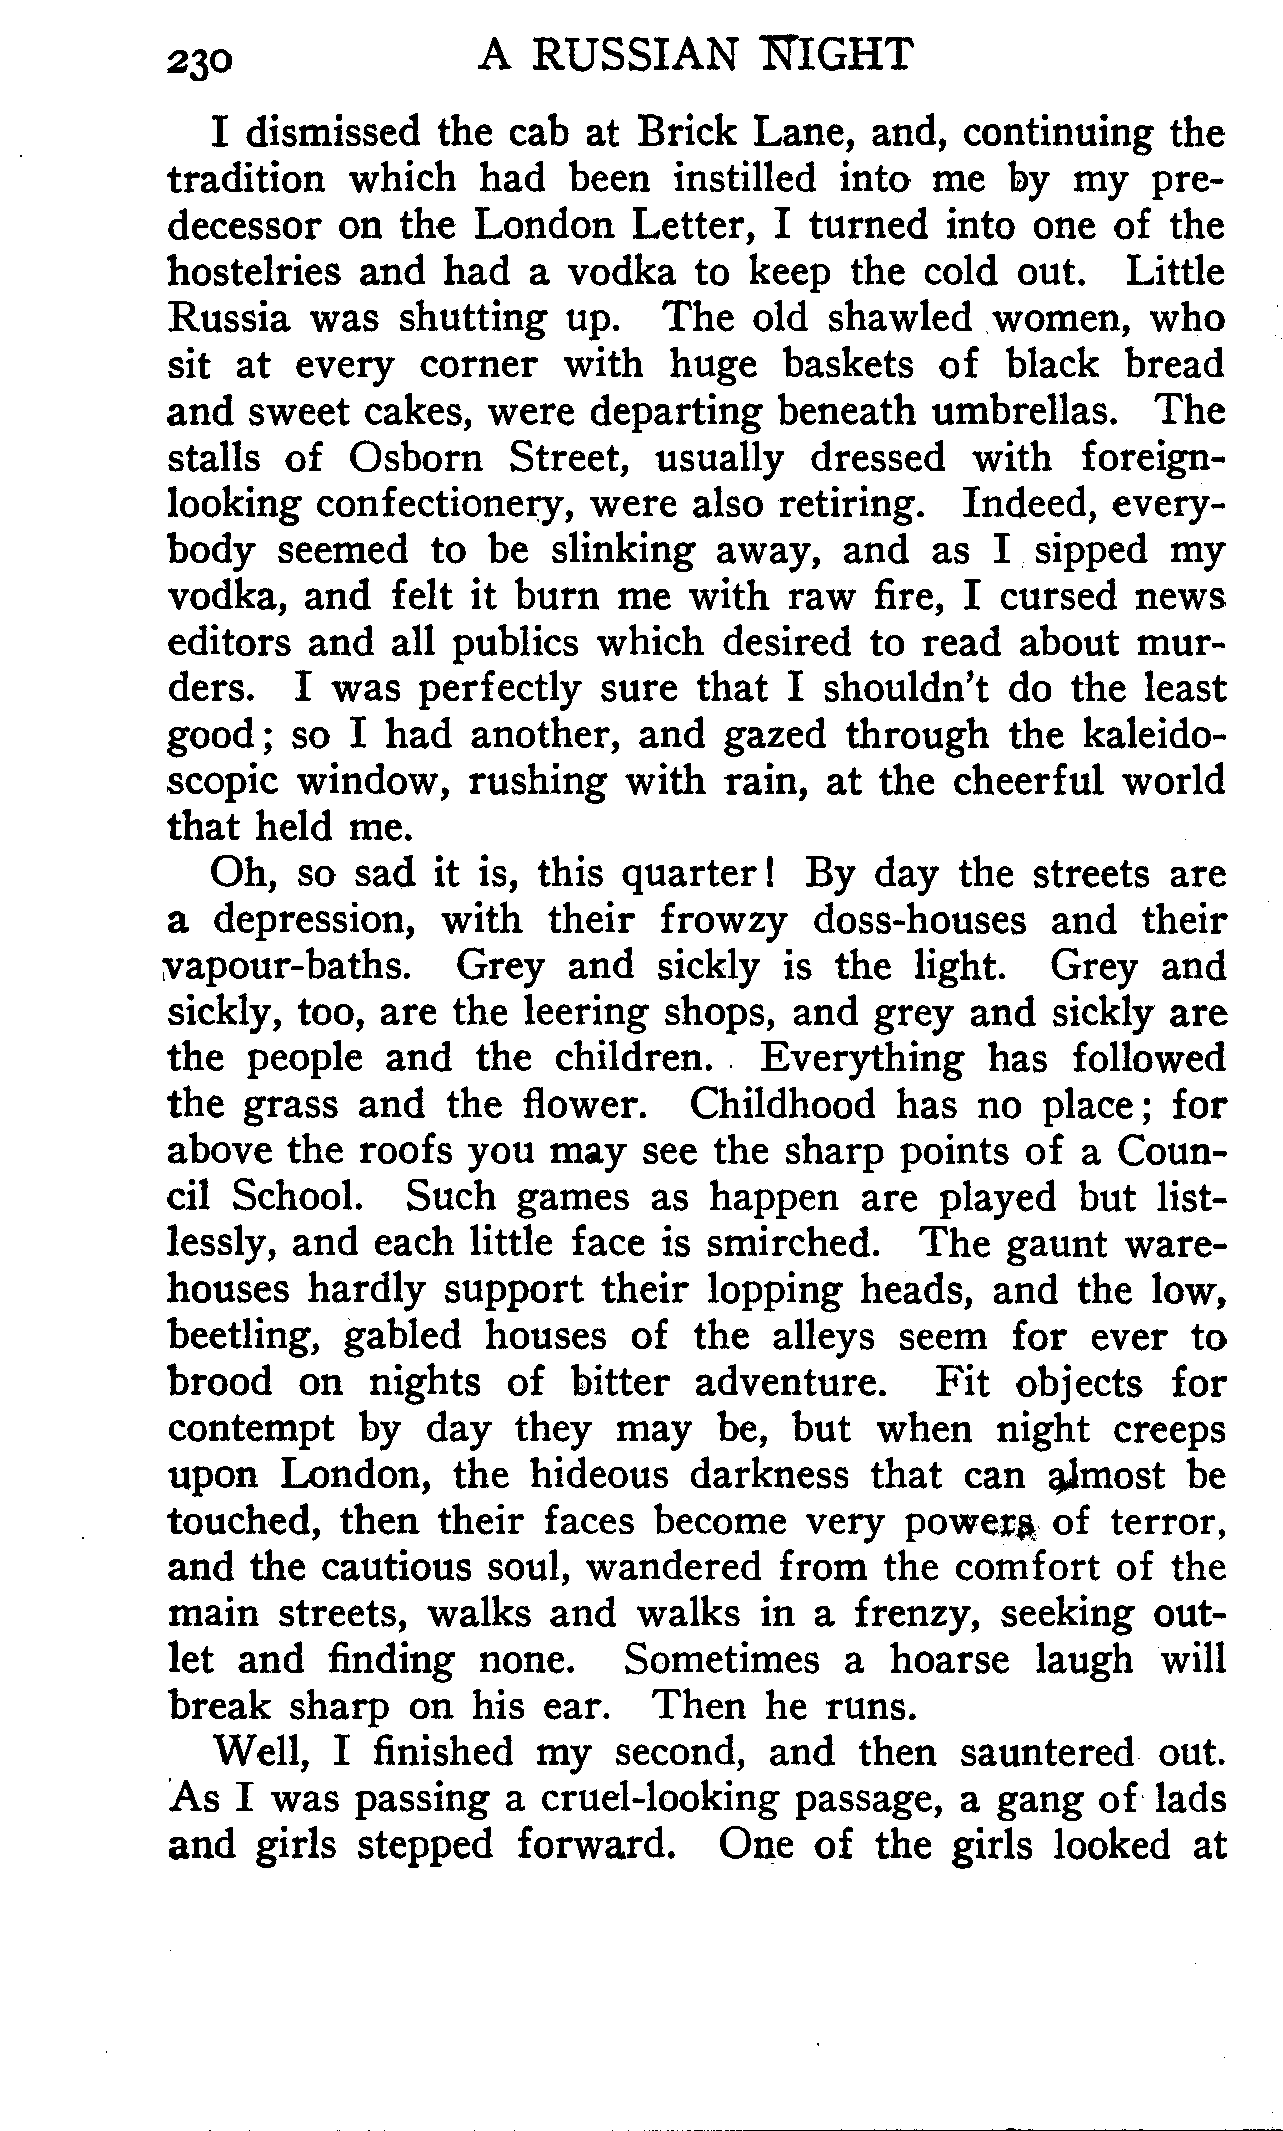 230 A RUSSIAN NIGHT
I dismissed the cab at Brick Lane, and, continuing the
tradition which had been instilled into me by my pre-
decessor on the London Letter, I turned into one of the
hostelries and had a vodka to keep the cold out. Little
Russia was shutting up. The old shawled women, who
sit at every corner with huge baskets of black bread
and sweet cakes, were departing beneath umbrellas. The
stalls of Osborn Street, usually dressed with foreign-
looking confectionery, were also retiring. Indeed, every-
body seemed to be slinking away, and as I sipped my
vodka, and felt it burn me with raw fire, I cursed news
editors and all publics which desired to read about mur-
ders. I was perfectly sure that I shouldn't do the least
good; so I had another, and gazed through the kaleido-
scopic window, rushing with rain, at the cheerful world
that held me.
Oh, so sad it is, this quarter! By day the streets are
a depression, with their frowzy doss-houses and their
vapour-baths. Grey and sickly is the light. Grey and
sickly, too, are the leering shops, and grey and sickly are
the people and the children. Everything has followed
the grass and the flower. Childhood has no place; for
above the roofs you may see the sharp points of a Coun-
cil School. Such games as happen are played but list-
lessly, and each little face is smirched. The gaunt ware-
houses hardly support their lopping heads, and the low,
beetling, gabled houses of the alleys seem for ever to
brood on nights of bitter adventure. Fit objects for
contempt by day they may be, but when night creeps
upon London, the hideous darkness that can almost be
touched, then their faces become very powers of terror,
and the cautious soul, wandered from the comfort of the
main streets, walks and walks in a frenzy, seeking out-
let and finding none. Sometimes a hoarse laugh will
break sharp on his ear. Then he runs.
Well, I finished my second, and then sauntered out.
As I was passing a cruel-looking passage, a gang of lads
and girls stepped forward. One of the girls looked at